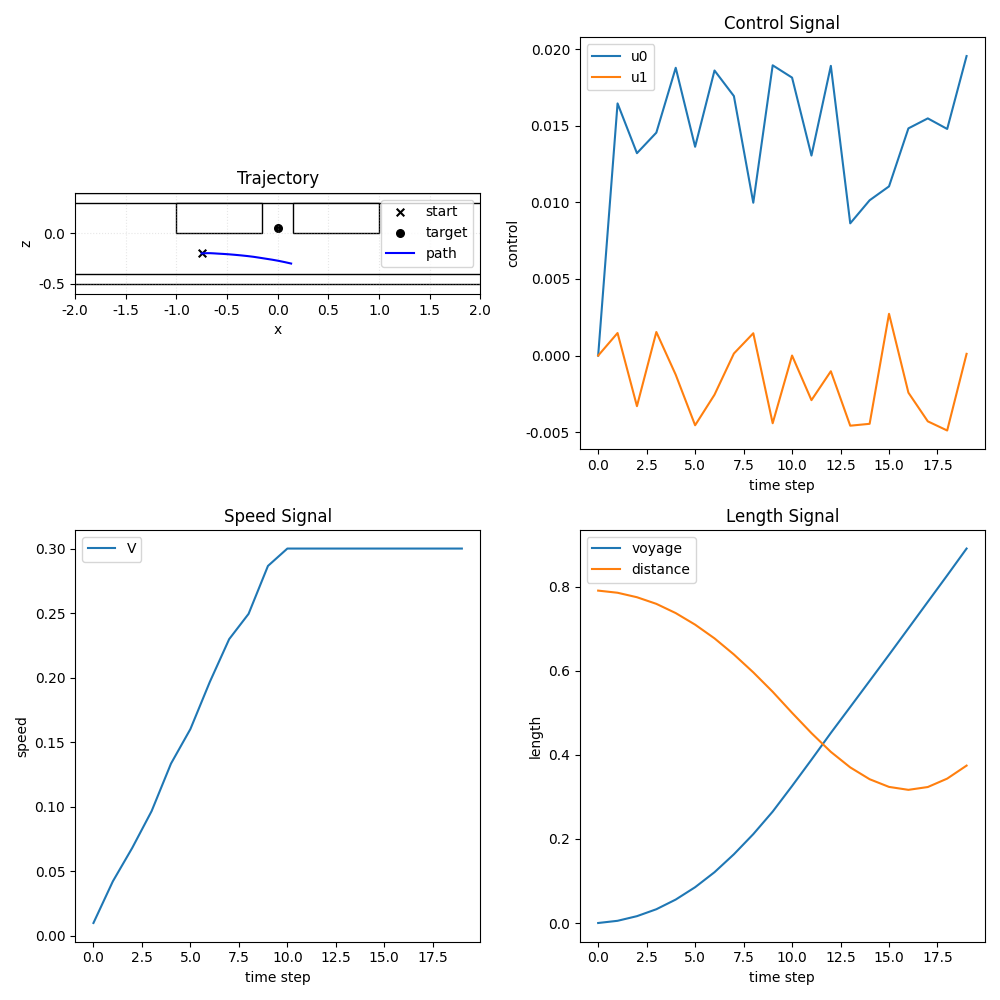 Trajectory
start
target
path
z
0.0
-0.5
-2.0 -1.5 -1.0 -0.5 0.0 0.5 1.0 1.5 2.0
x
Control Signal
u0
u1
control
0.020
0.015
0.010
0.005
0.000
-0.005
0.0 2.5 5.0 7.5 10.0 12.5 15.0 17.5
time step
Speed Signal
V
speed
0.30
0.25
0.20
0.15
0.10
0.05
0.00
0.0 2.5 5.0 7.5 10.0 12.5 15.0 17.5
time step
Length Signal
voyage
distance
length
0.8
0.6
0.4
0.2
0.0
0.0 2.5 5.0 7.5 10.0 12.5 15.0 17.5
time step